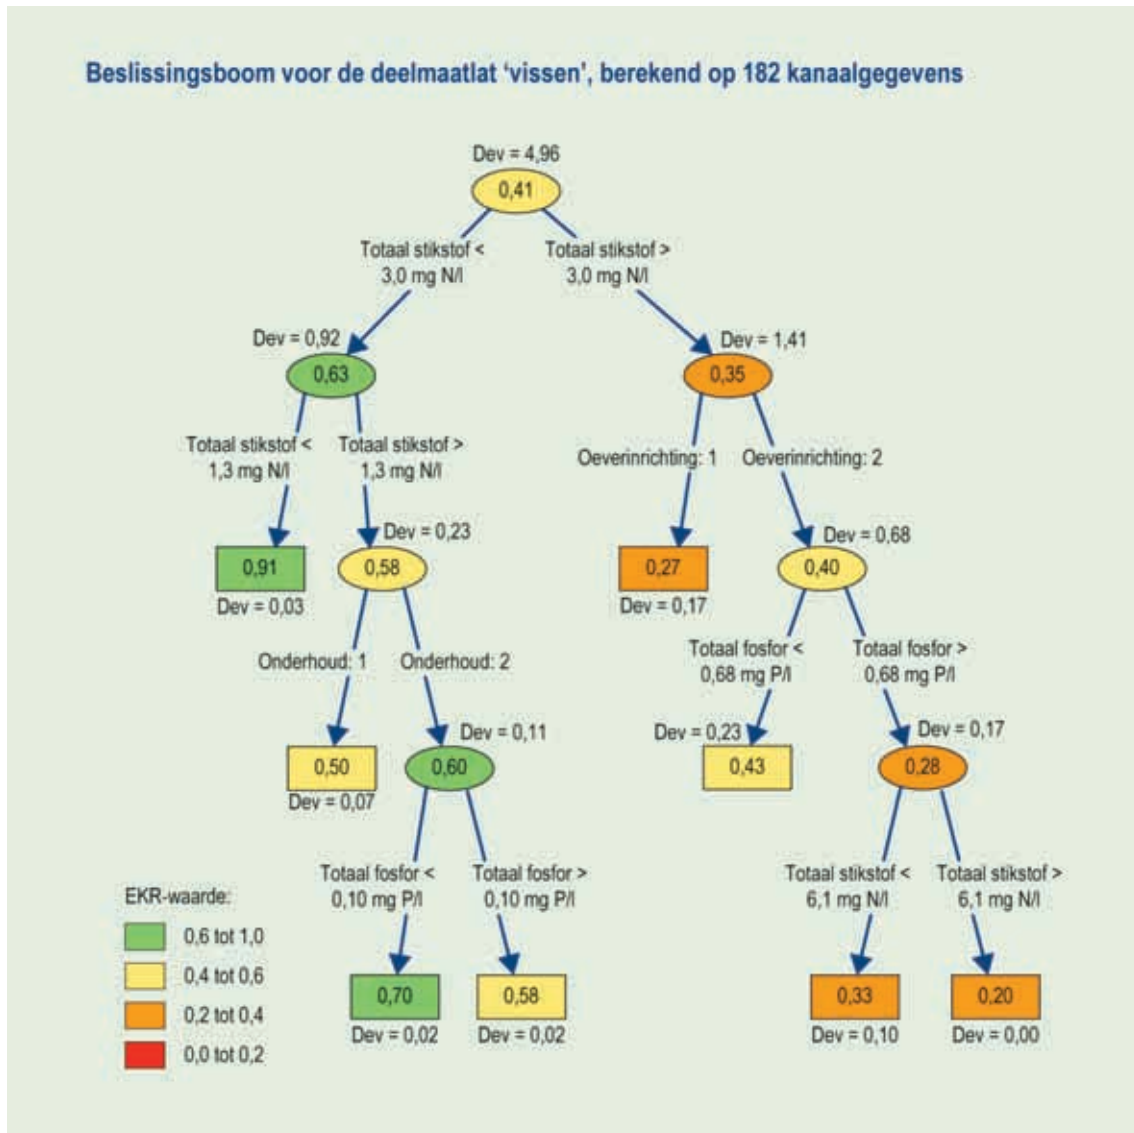 Beslissingsboom voor de deelmaatlat ‘vissen’, berekend op 182 kanaalgegevens
Dev = 4,96
0,41
Totaal stikstof <
3,0 mg N/l
Totaal stikstof >
3,0 mg N/l
Dev = 0,92
0,63
Dev = 1,41
0,35
Totaal stikstof <
1,3 mg N/l
Totaal stikstof >
1,3 mg N/l
Oeverinrichting: 1
Oeverinrichting: 2
0,91
Dev = 0,03
Dev = 0,23
0,58
0,27
Dev = 0,17
Dev = 0,68
0,40
Onderhoud: 1
Onderhoud: 2
Totaal fosfor <
0,68 mg P/l
Totaal fosfor >
0,68 mg P/l
0,50
Dev = 0,07
Dev = 0,11
0,60
Dev = 0,23
0,43
Dev = 0,17
0,28
Totaal fosfor <
0,10 mg P/l
Totaal fosfor >
0,10 mg P/l
Totaal stikstof <
6,1 mg N/l
Totaal stikstof >
6,1 mg N/l
0,70
Dev = 0,02
0,58
Dev = 0,02
0,33
Dev = 0,10
0,20
Dev = 0,00
EKR-waarde:
0,6 tot 1,0
0,4 tot 0,6
0,2 tot 0,4
0,0 tot 0,2